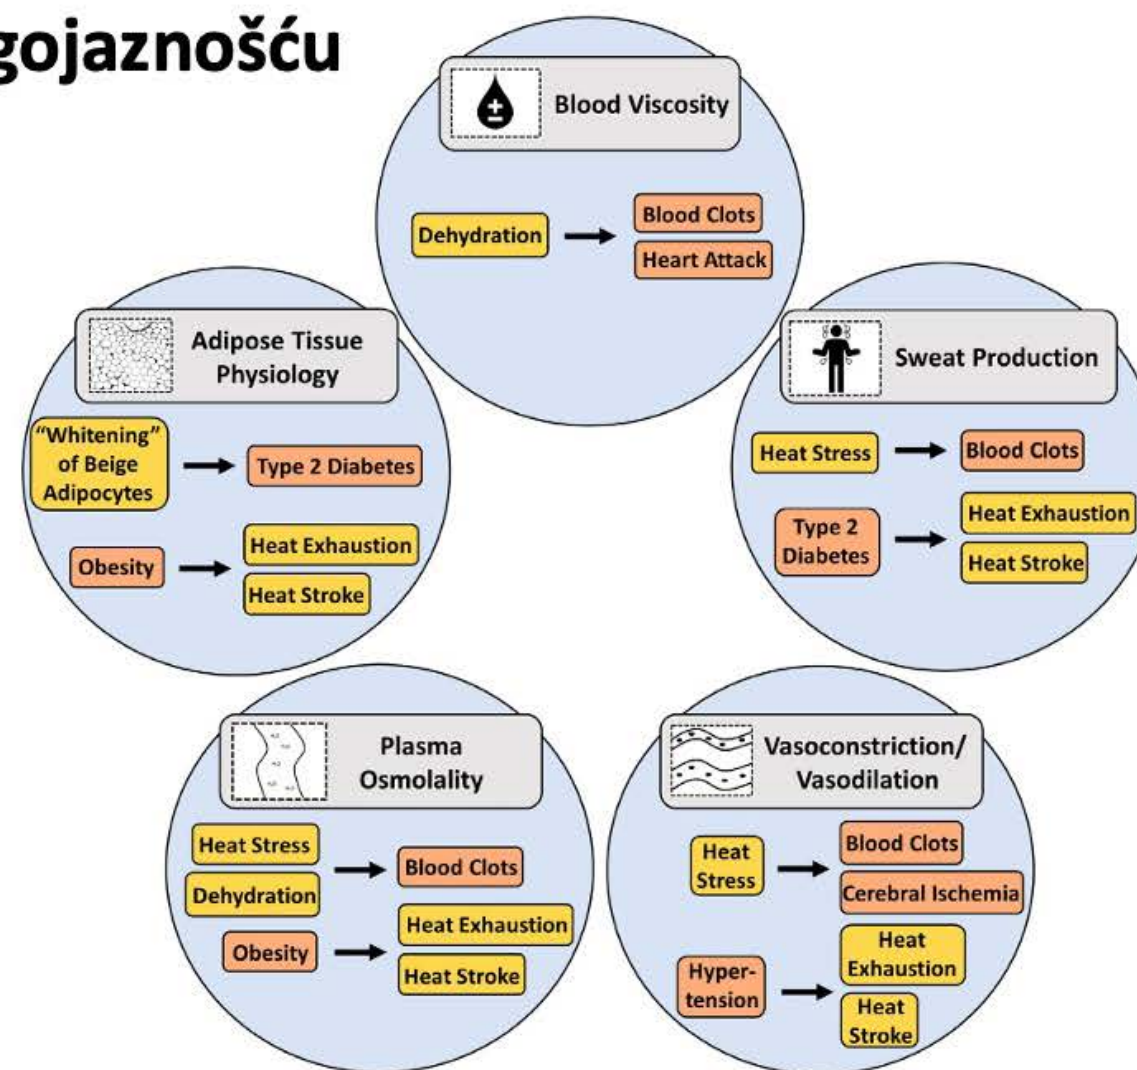 gojaznošću
Blood Viscosity
Dehydration
Blood Clots
Heart Attack
Adipose Tissue
Physiology
“Whitening”
of Beige
Adipocytes
Type 2 Diabetes
Obesity
Heat Exhaustion
Heat Stroke
Sweat Production
Heat Stress
Blood Clots
Type 2
Diabetes
Heat Exhaustion
Heat Stroke
Plasma
Osmolality
Heat Stress
Dehydration
Blood Clots
Obesity
Heat Exhaustion
Heat Stroke
Vasoconstriction/
Vasodilation
Heat
Stress
Blood Clots
Cerebral Ischemia
Hyper-
tension
Heat
Exhaustion
Heat
Stroke